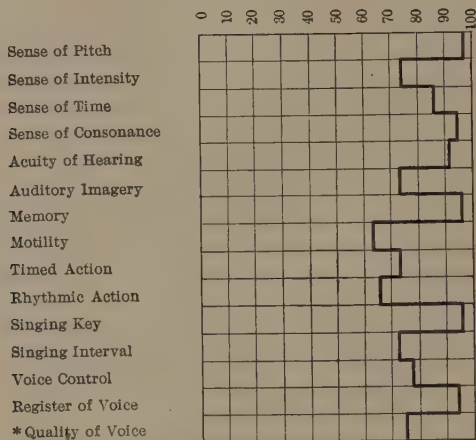 0 10 20 30 40 50 60 70 80 90 100
Sense of Pitch
Sense of Intensity
Sense of Time
Sense of Consonance
Acuity of Hearing
Auditory Imagery
Memory
Motility
Timed Action
Rhythmic Action
Singing Key
Singing Interval
Voice Control
Register of Voice
*Quality of Voice